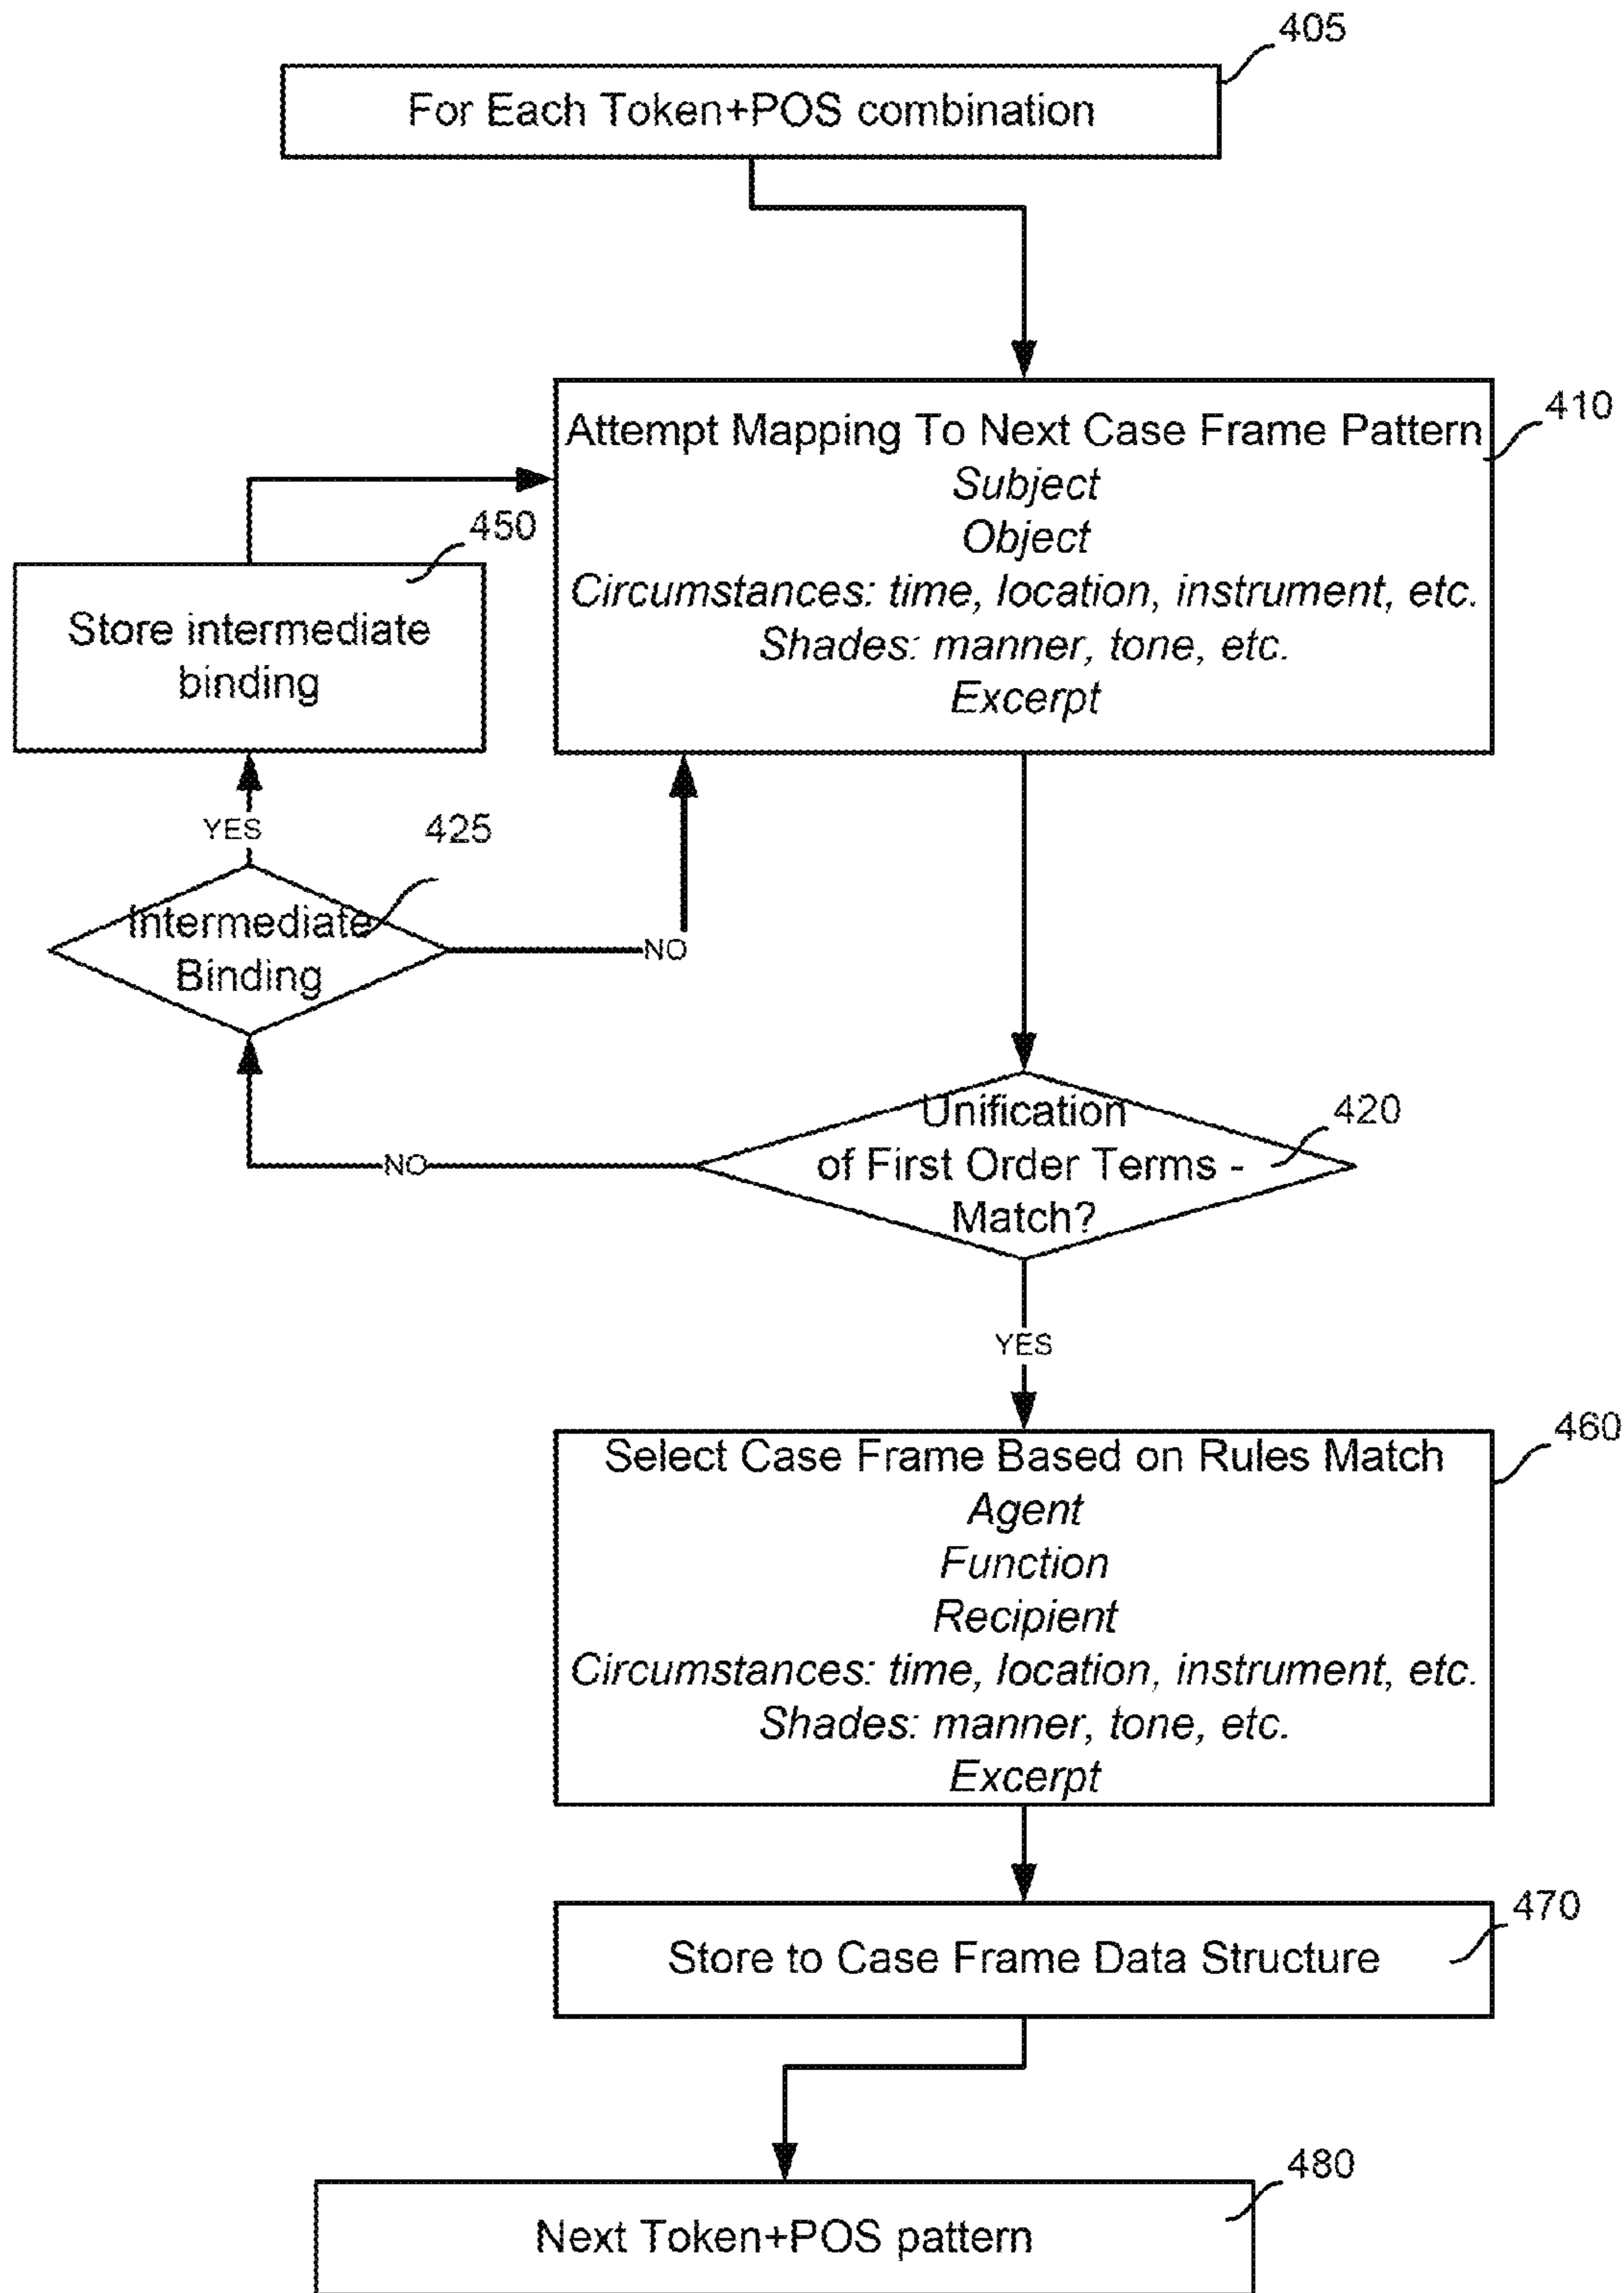 405
For Each Token+POS combination
410
Attempt Mapping To Next Case Frame Pattern
Subject
Object
Circumstances: time, location, instrument, etc.
Shades: manner, tone, etc.
Excerpt
450
Store intermediate
binding
YES
425
Intermediate
Binding
NO
420
Unification
of First Order Terms -
Match?
NO
YES
460
Select Case Frame Based on Rules Match
Agent
Function
Recipient
Circumstances: time, location, instrument, etc.
Shades: manner, tone, etc.
Excerpt
470
Store to Case Frame Data Structure
480
Next Token+POS pattern